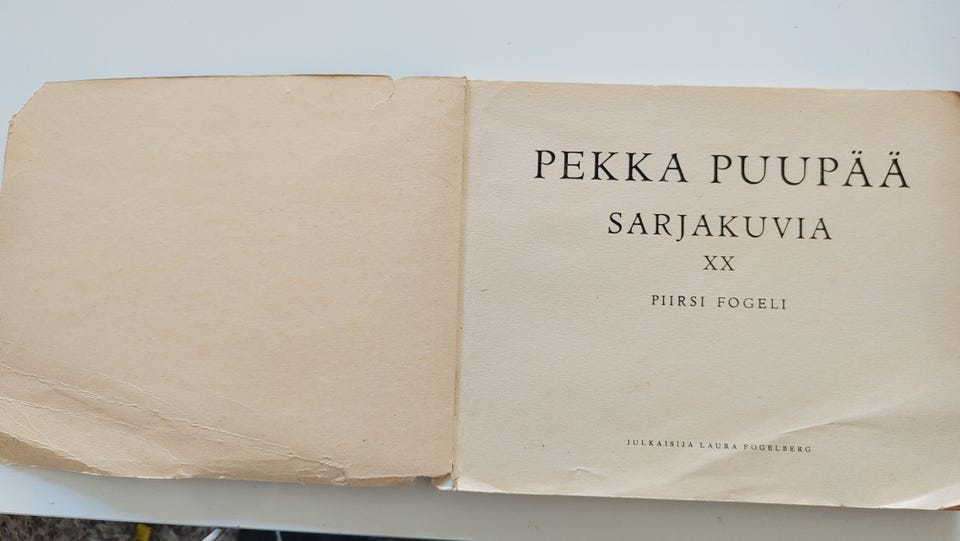 PEKKA PUUPÄÄ
SARJAKUVIA
XX
PIIRSI FOGELI
JULKAISIJA LAURA FOGELBERG